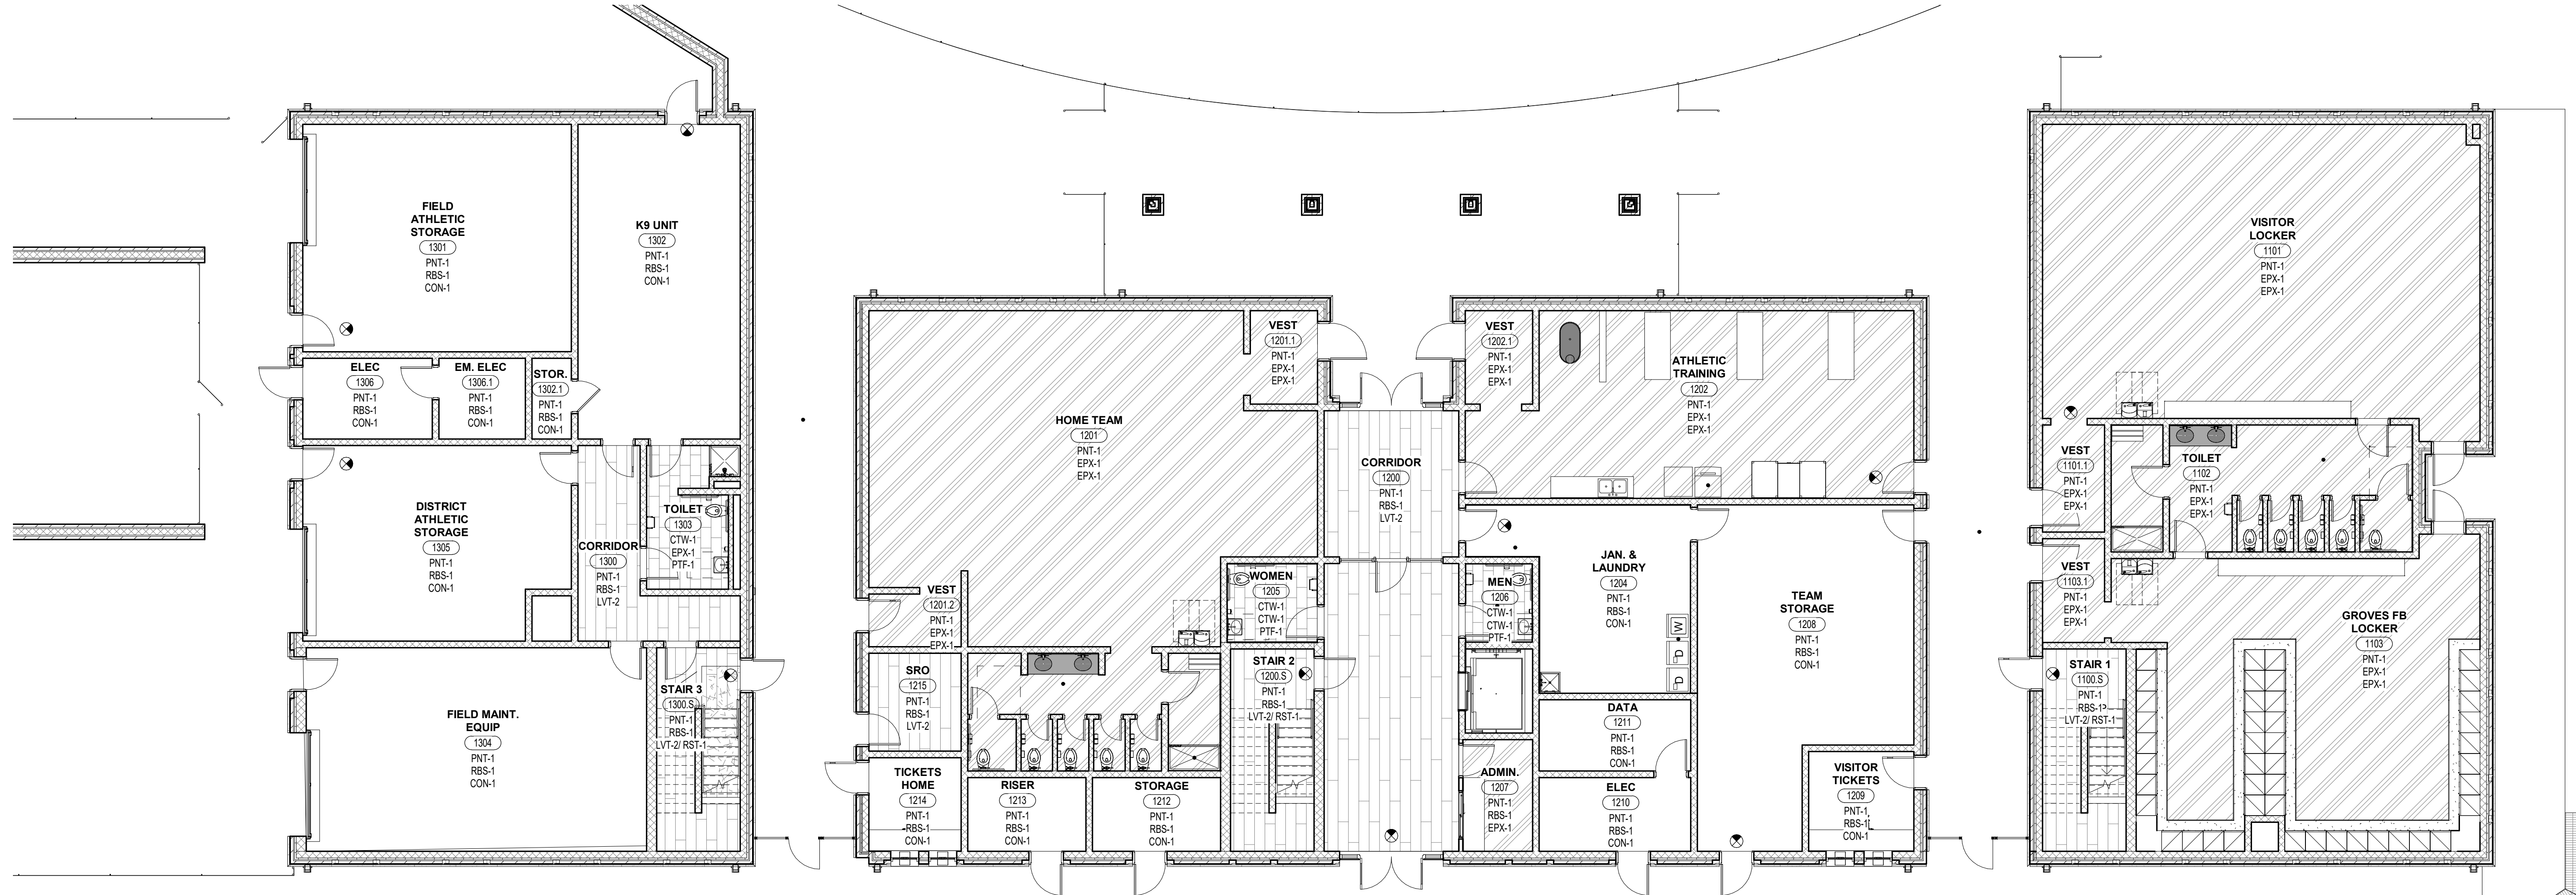 FIELD
ATHLETIC
STORAGE
1301
PNT-1
RBS-1
CON-1
K9 UNIT
1302
PNT-1
RBS-1
CON-1
ELEC
1306
PNT-1
RBS-1
CON-1
EM. ELEC
1306.1
PNT-1
RBS-1
CON-1
STOR.
1302.1
PNT-1
RBS-1
CON-1
DISTRICT
ATHLETIC
STORAGE
1305
PNT-1
RBS-1
CON-1
CORRIDOR
1300
PNT-1
RBS-1
LVT-2
TOILET
1303
CTW-1
EPX-1
PTF-1
FIELD MAINT.
EQUIP
1304
PNT-1
RBS-1
CON-1
STAIR 3
1300.S
PNT-1
RBS-1
LVT-2/ RST-1
HOME TEAM
1201
PNT-1
EPX-1
EPX-1
VEST
1201.1
PNT-1
EPX-1
EPX-1
VEST
1201.2
PNT-1
EPX-1
EPX-1
SRO
1215
PNT-1
RBS-1
LVT-2
TICKETS
HOME
1214
PNT-1
RBS-1
CON-1
RISER
1213
PNT-1
RBS-1
CON-1
STORAGE
1212
PNT-1
RBS-1
CON-1
WOMEN
1205
CTW-1
CTW-1
PTF-1
STAIR 2
1200.S
PNT-1
RBS-1
LVT-2/ RST-1
CORRIDOR
1200
PNT-1
RBS-1
LVT-2
VEST
1202.1
PNT-1
EPX-1
EPX-1
ATHLETIC
TRAINING
1202
PNT-1
EPX-1
EPX-1
MEN
1206
CTW-1
CTW-1
PTF-1
JAN. &
LAUNDRY
1204
PNT-1
RBS-1
CON-1
W
D
D
TEAM
STORAGE
1208
PNT-1
RBS-1
CON-1
DATA
1211
PNT-1
RBS-1
CON-1
ADMIN.
1207
PNT-1
RBS-1
EPX-1
ELEC
1210
PNT-1
RBS-1
CON-1
VISITOR
TICKETS
1209
PNT-1
RBS-1
CON-1
VISITOR
LOCKER
1101
PNT-1
EPX-1
EPX-1
VEST
1101.1
PNT-1
EPX-1
EPX-1
TOILET
1102
PNT-1
EPX-1
EPX-1
VEST
1103.1
PNT-1
EPX-1
EPX-1
GROVES FB
LOCKER
1103
PNT-1
EPX-1
EPX-1
STAIR 1
1100.S
PNT-1
RBS-1
LVT-2/ RST-1